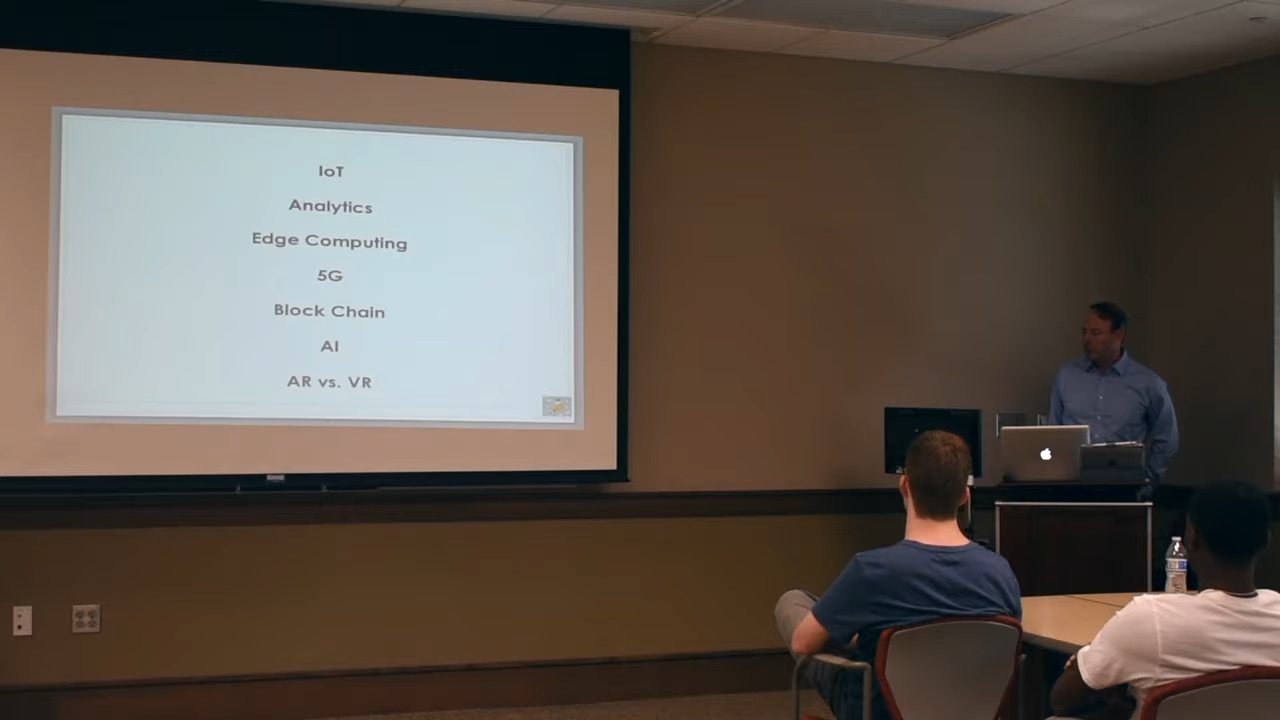 IoT
Analytics
Edge Computing
5G
Block Chain
AI
AR vs. VR